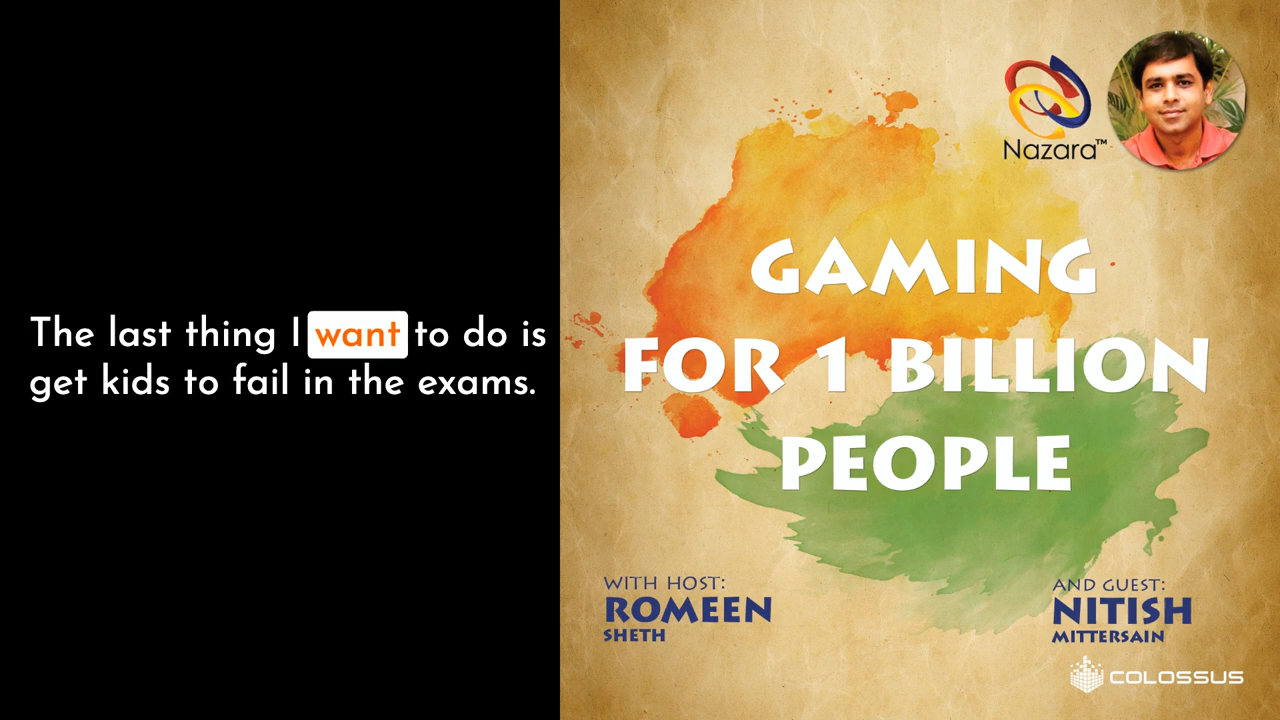 The last thing I want to do is
get kids to fail in the exams.
Nazara™
GAMING
FOR 1 BILLION
PEOPLE
WITH HOST:
ROMEEN
SHETH
AND GUEST:
NITISH
MITTERSAIN
COLOSSUS